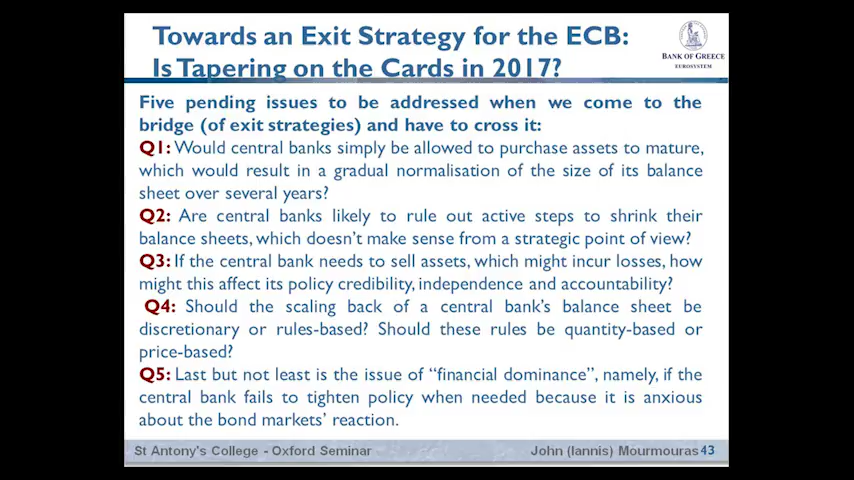 Towards an Exit Strategy for the ECB:
Is Tapering on the Cards in 2017?
BANK OF GREECE
EUROSYSTEM
Five pending issues to be addressed when we come to the
bridge (of exit strategies) and have to cross it:
Q1: Would central banks simply be allowed to purchase assets to mature,
which would result in a gradual normalisation of the size of its balance
sheet over several years?
Q2: Are central banks likely to rule out active steps to shrink their
balance sheets, which doesn't make sense from a strategic point of view?
Q3: If the central bank needs to sell assets, which might incur losses, how
might this affect its policy credibility, independence and accountability?
Q4: Should the scaling back of a central bank's balance sheet be
discretionary or rules-based? Should these rules be quantity-based or
price-based?
Q5: Last but not least is the issue of "financial dominance", namely, if the
central bank fails to tighten policy when needed because it is anxious
about the bond markets' reaction.
St Antony's College - Oxford Seminar
John (Iannis) Mourmouras 43